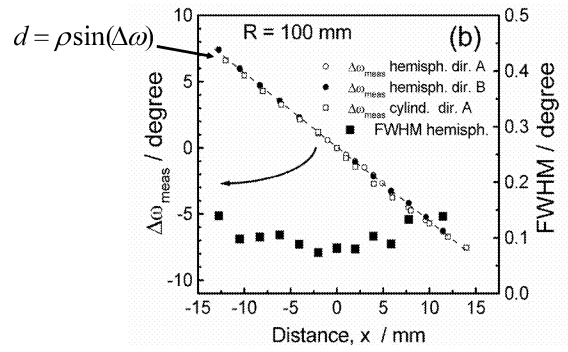 d = ρsin(Δω)
R = 100 mm
(b)
Δω_meas hemisph. dir. A
Δω_meas hemisph. dir. B
Δω_meas cylind. dir. A
FWHM hemisph.
Δω_meas / degree
10
5
0
-5
-10
FWHM / degree
0.5
0.4
0.3
0.2
0.1
0.0
-15 -10 -5 0 5 10 15
Distance, x / mm